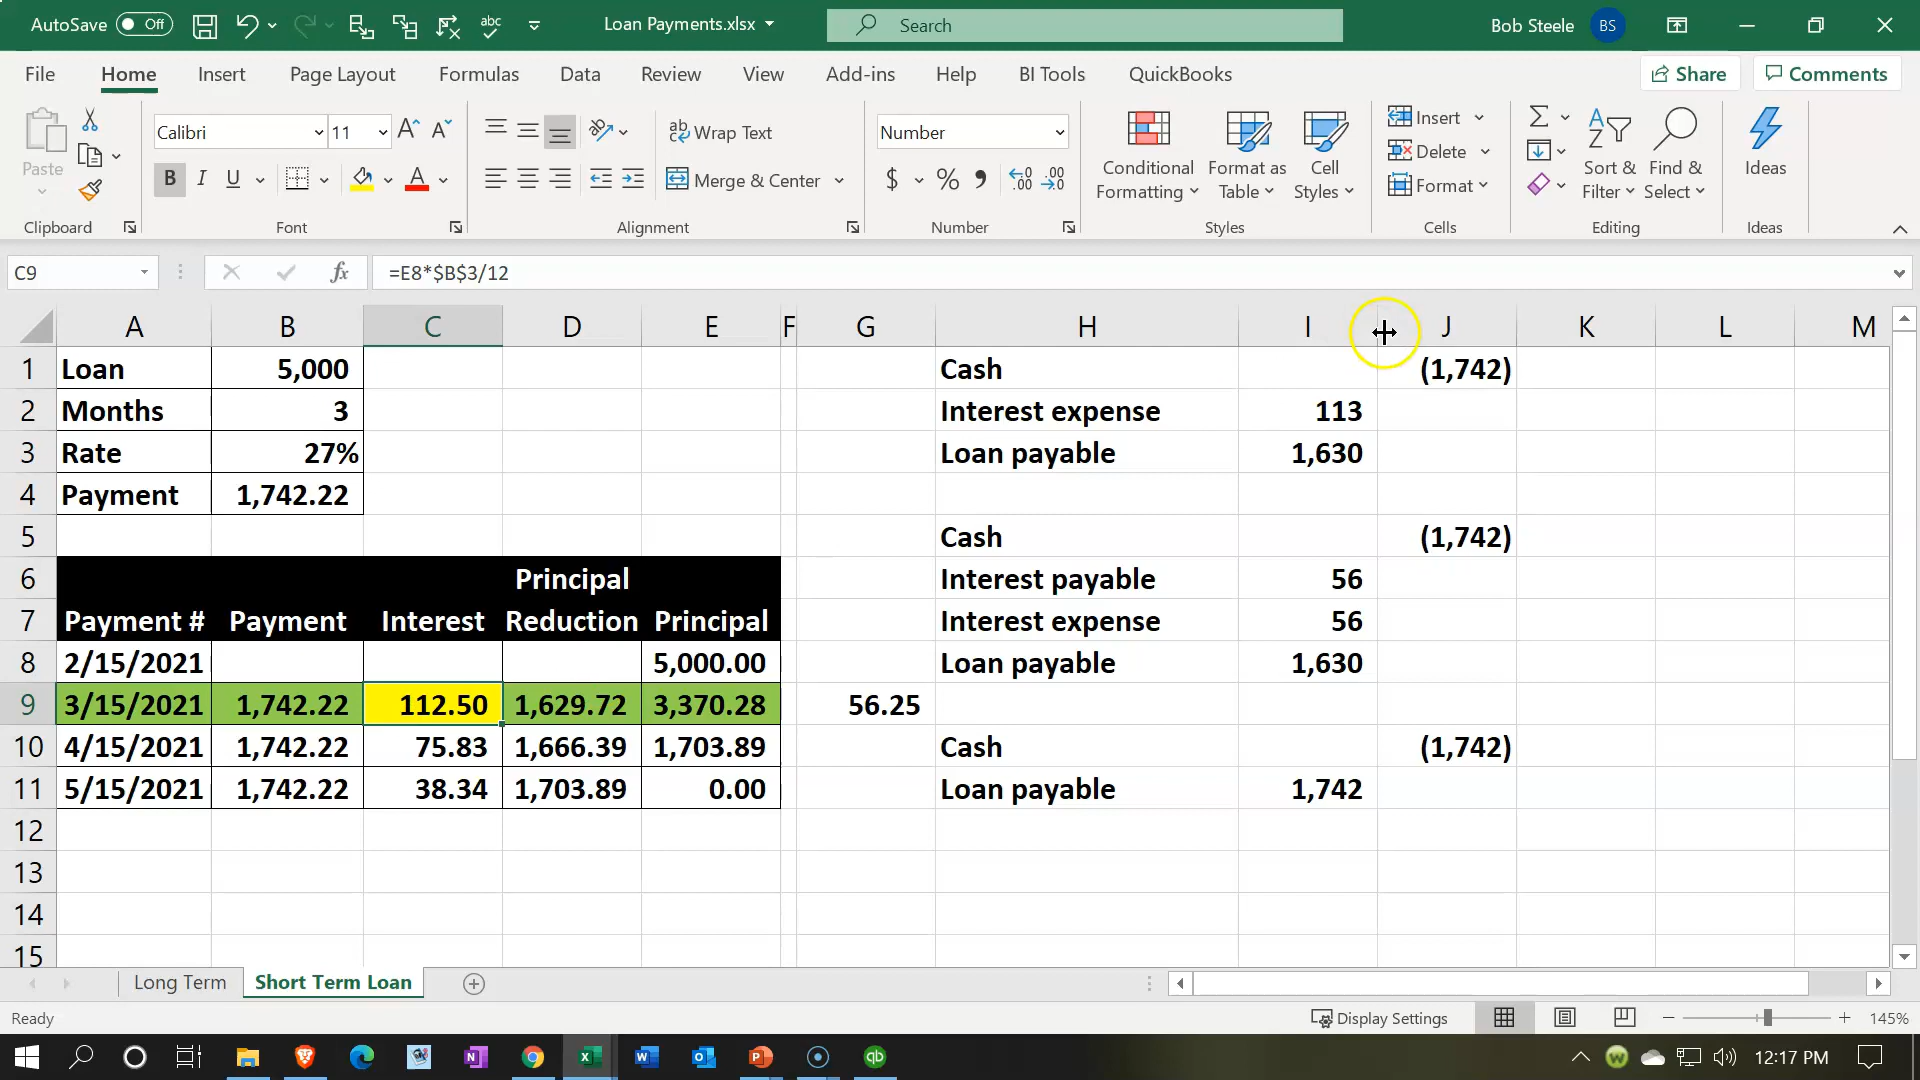 AutoSave Off abc Loan Payments.xlsx Search Bob Steele BS
File Home Insert Page Layout Formulas Data Review View Add-ins Help BI Tools QuickBooks Share Comments
Paste
Clipboard
Calibri 11
B I U
Font
ab Wrap Text
Merge & Center
Alignment
Number
$ % 9
Number
Conditional Formatting
Format as Table
Cell Styles
Styles
Insert
Delete
Format
Cells
Sort & Filter
Find & Select
Editing
Ideas
Ideas
C9 fx =E8*$B$3/12
A B C D E F G H I J K L M
1 Loan 5,000 Cash (1,742)
2 Months 3 Interest expense 113
3 Rate 27% Loan payable 1,630
4 Payment 1,742.22
5 Cash (1,742)
6 Principal Interest payable 56
7 Payment # Payment Interest Reduction Principal Interest expense 56
8 2/15/2021 5,000.00 Loan payable 1,630
9 3/15/2021 1,742.22 112.50 1,629.72 3,370.28 56.25
10 4/15/2021 1,742.22 75.83 1,666.39 1,703.89 Cash (1,742)
11 5/15/2021 1,742.22 38.34 1,703.89 0.00 Loan payable 1,742
12
13
14
15
Long Term Short Term Loan
Ready Display Settings 145%
12:17 PM